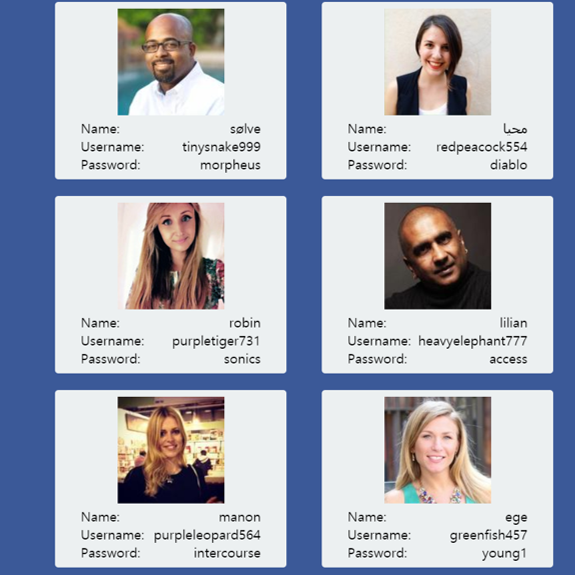 Name: sølve
Username: tinysnake999
Password: morpheus
Name: محیا
Username: redpeacock554
Password: diablo
Name: robin
Username: purpletiger731
Password: sonics
Name: lilian
Username: heavyelephant777
Password: access
Name: manon
Username: purpleleopard564
Password: intercourse
Name: ege
Username: greenfish457
Password: young1